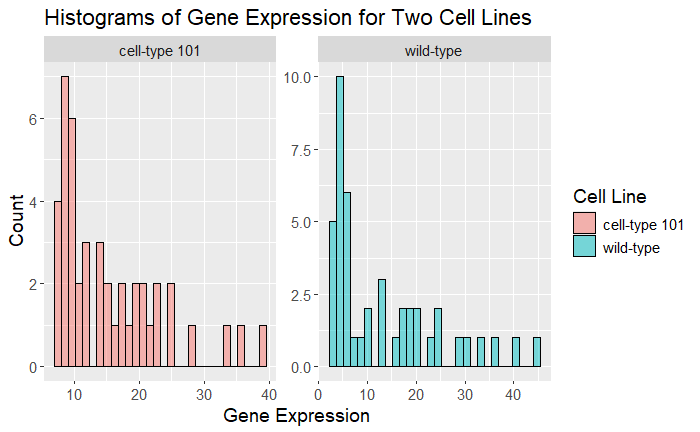 Histograms of Gene Expression for Two Cell Lines
cell-type 101
wild-type
Count
0
2
4
6
0.0
2.5
5.0
7.5
10.0
10 20 30 40
0 10 20 30 40
Gene Expression
Cell Line
cell-type 101
wild-type